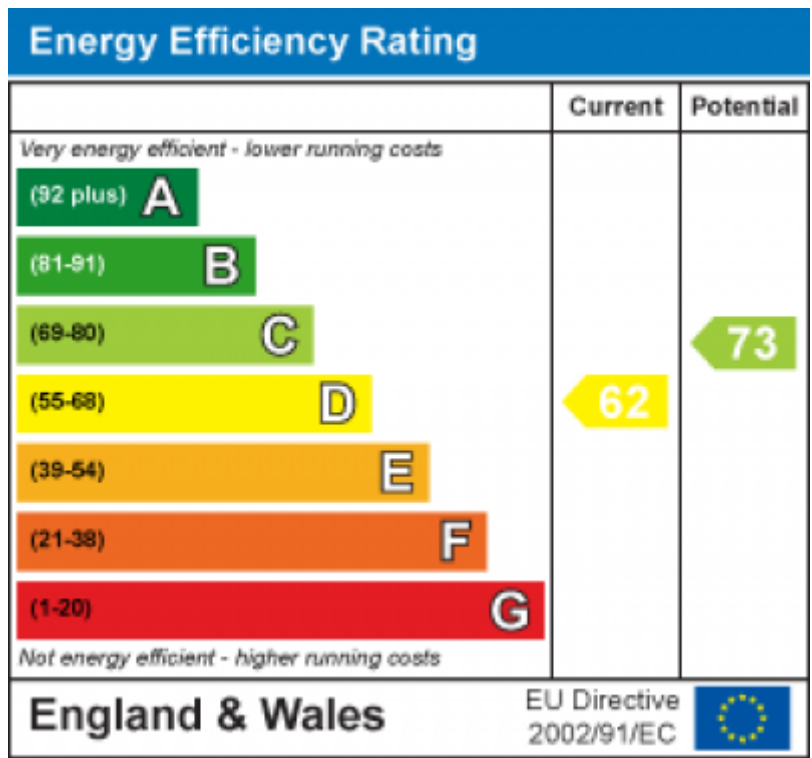 Energy Efficiency Rating
Current Potential
Very energy efficient - lower running costs
(92 plus) A
(81-91) B
(69-80) C
73
(55-68) D
62
(39-54) E
(21-38) F
(1-20) G
Not energy efficient - higher running costs
England & Wales
EU Directive
2002/91/EC